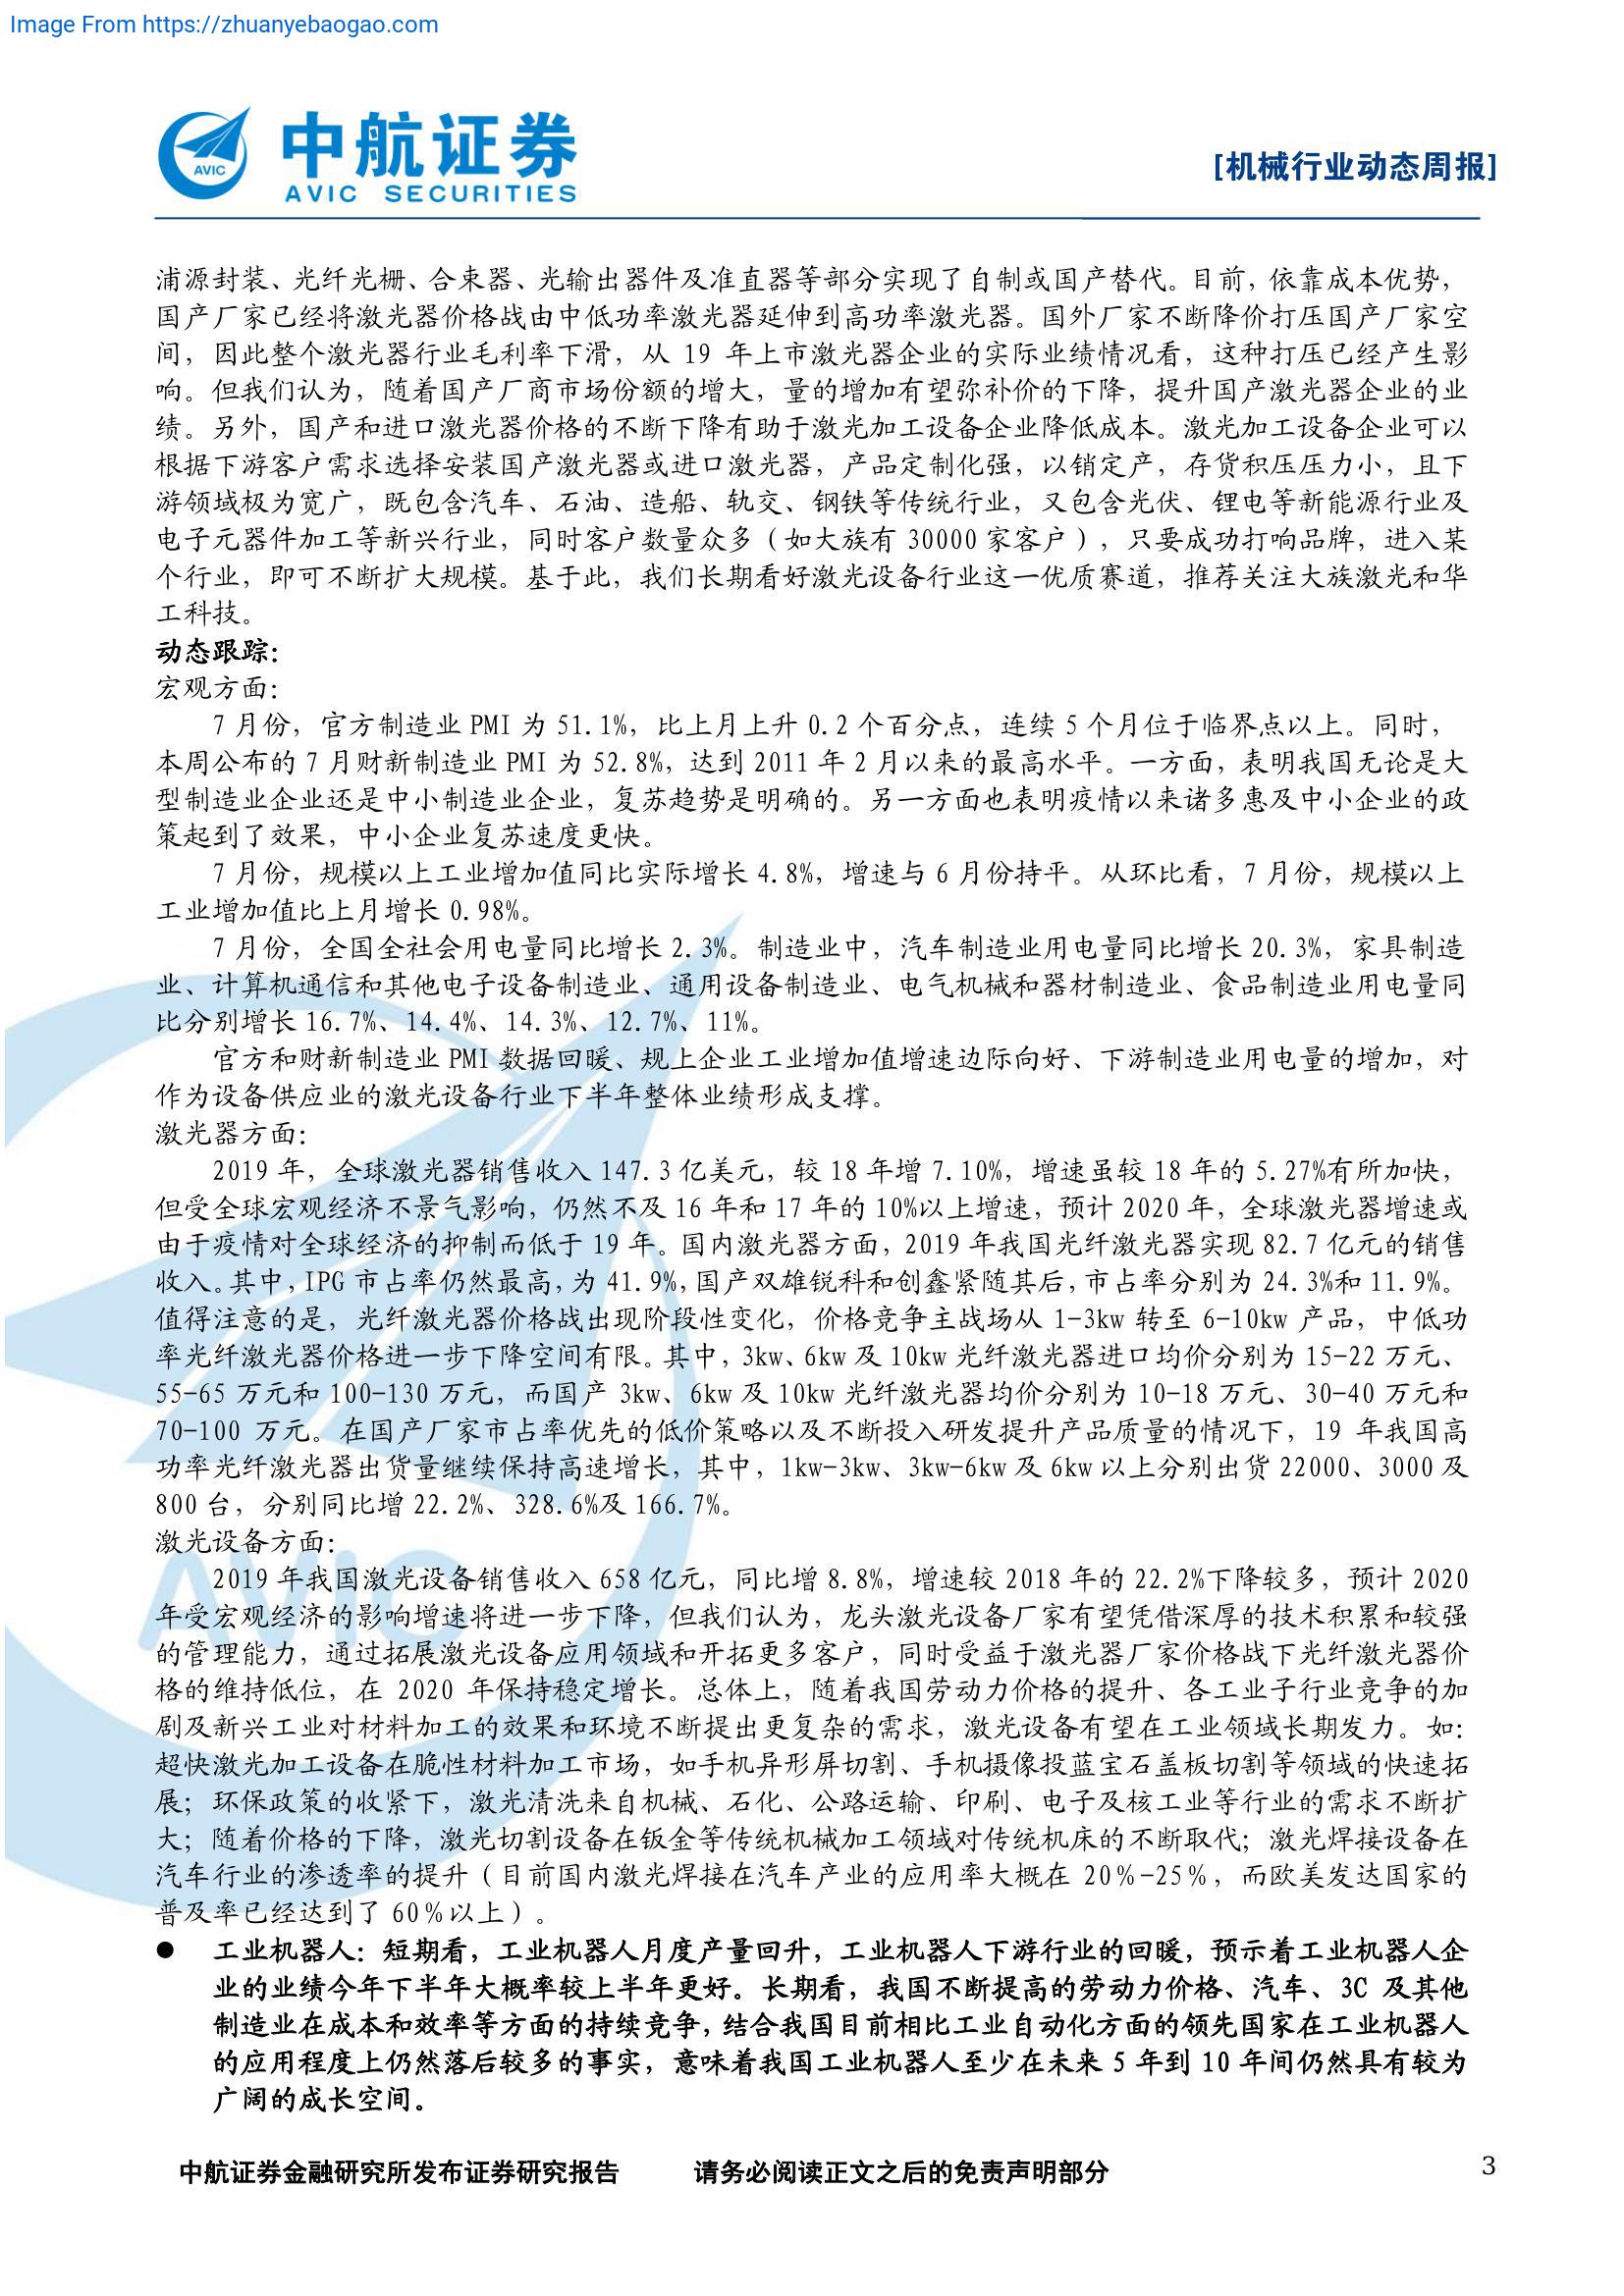 Image From https://zhuanyebaogao.com
AVIC
中航证券
AVIC SECURITIES
[机械行业动态周报]
浦源封装、光纤光栅、合束器、光输出器件及准直器等部分实现了自制或国产替代。目前，依靠成本优势，
国产厂家已经将激光器价格战由中低功率激光器延伸到高功率激光器。国外厂家不断降价打压国产厂家空
间，因此整个激光器行业毛利率下滑，从 19 年上市激光器企业的实际业绩情况看，这种打压已经产生影
响。但我们认为，随着国产厂商市场份额的增大，量的增加有望弥补价的下降，提升国产激光器企业的业
绩。另外，国产和进口激光器价格的不断下降有助于激光加工设备企业降低成本。激光加工设备企业可以
根据下游客户需求选择安装国产激光器或进口激光器，产品定制化强，以销定产，存货积压压力小，且下
游领域极为宽广，既包含汽车、石油、造船、轨交、钢铁等传统行业，又包含光伏、锂电等新能源行业及
电子元器件加工等新兴行业，同时客户数量众多（如大族有 30000 家客户），只要成功打响品牌，进入某
个行业，即可不断扩大规模。基于此，我们长期看好激光设备行业这一优质赛道，推荐关注大族激光和华
工科技。
动态跟踪：
宏观方面：
7 月份，官方制造业 PMI 为 51.1%，比上月上升 0.2 个百分点，连续 5 个月位于临界点以上。同时，
本周公布的 7 月财新制造业 PMI 为 52.8%，达到 2011 年 2 月以来的最高水平。一方面，表明我国无论是大
型制造业企业还是中小制造业企业，复苏趋势是明确的。另一方面也表明疫情以来诸多惠及中小企业的政
策起到了效果，中小企业复苏速度更快。
7 月份，规模以上工业增加值同比实际增长 4.8%，增速与 6 月份持平。从环比看，7 月份，规模以上
工业增加值比上月增长 0.98%。
7 月份，全国全社会用电量同比增长 2.3%。制造业中，汽车制造业用电量同比增长 20.3%，家具制造
业、计算机通信和其他电子设备制造业、通用设备制造业、电气机械和器材制造业、食品制造业用电量同
比分别增长 16.7%、14.4%、14.3%、12.7%、11%。
官方和财新制造业 PMI 数据回暖、规上企业工业增加值增速边际向好、下游制造业用电量的增加，对
作为设备供应业的激光设备行业下半年整体业绩形成支撑。
激光器方面：
2019 年，全球激光器销售收入 147.3 亿美元，较 18 年增 7.10%，增速虽较 18 年的 5.27%有所加快，
但受全球宏观经济不景气影响，仍然不及 16 年和 17 年的 10%以上增速，预计 2020 年，全球激光器增速或
由于疫情对全球经济的抑制而低于 19 年。国内激光器方面，2019 年我国光纤激光器实现 82.7 亿元的销售
收入。其中，IPG 市占率仍然最高，为 41.9%，国产双雄锐科和创鑫紧随其后，市占率分别为 24.3%和 11.9%。
值得注意的是，光纤激光器价格战出现阶段性变化，价格竞争主战场从 1-3kw 转至 6-10kw 产品，中低功
率光纤激光器价格进一步下降空间有限。其中，3kw、6kw 及 10kw 光纤激光器进口均价分别为 15-22 万元、
55-65 万元和 100-130 万元，而国产 3kw、6kw 及 10kw 光纤激光器均价分别为 10-18 万元、30-40 万元和
70-100 万元。在国产厂家市占率优先的低价策略以及不断投入研发提升产品质量的情况下，19 年我国高
功率光纤激光器出货量继续保持高速增长，其中，1kw-3kw、3kw-6kw 及 6kw 以上分别出货 22000、3000 及
800 台，分别同比增 22.2%、328.6%及 166.7%。
激光设备方面：
2019 年我国激光设备销售收入 658 亿元，同比增 8.8%，增速较 2018 年的 22.2%下降较多，预计 2020
年受宏观经济的影响增速将进一步下降，但我们认为，龙头激光设备厂家有望凭借深厚的技术积累和较强
的管理能力，通过拓展激光设备应用领域和开拓更多客户，同时受益于激光器厂家价格战下光纤激光器价
格的维持低位，在 2020 年保持稳定增长。总体上，随着我国劳动力价格的提升、各工业子行业竞争的加
剧及新兴工业对材料加工的效果和环境不断提出更复杂的需求，激光设备有望在工业领域长期发力。如：
超快激光加工设备在脆性材料加工市场，如手机异形屏切割、手机摄像投蓝宝石盖板切割等领域的快速拓
展；环保政策的收紧下，激光清洗来自机械、石化、公路运输、印刷、电子及核工业等行业的需求不断扩
大；随着价格的下降，激光切割设备在钣金等传统机械加工领域对传统机床的不断取代；激光焊接设备在
汽车行业的渗透率的提升（目前国内激光焊接在汽车产业的应用率大概在 20％-25％，而欧美发达国家的
普及率已经达到了 60％以上）。
● 工业机器人：短期看，工业机器人月度产量回升，工业机器人下游行业的回暖，预示着工业机器人企
业的业绩今年下半年大概率较上半年更好。长期看，我国不断提高的劳动力价格、汽车、3C 及其他
制造业在成本和效率等方面的持续竞争，结合我国目前相比工业自动化方面的领先国家在工业机器人
的应用程度上仍然落后较多的事实，意味着我国工业机器人至少在未来 5 年到 10 年间仍然具有较为
广阔的成长空间。
中航证券金融研究所发布证券研究报告 请务必阅读正文之后的免责声明部分 3